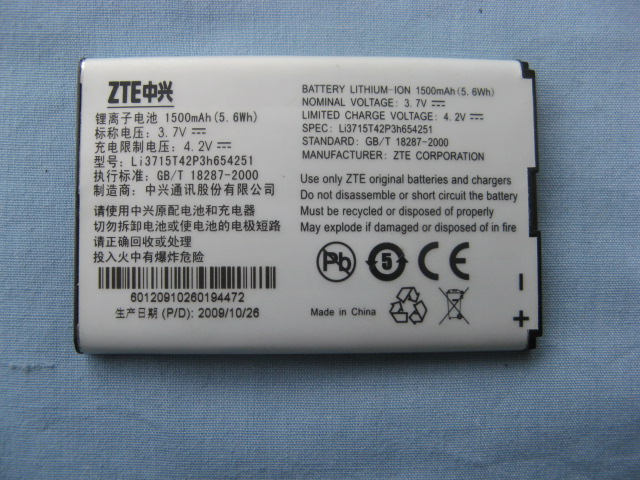 ZTE中兴
锂离子电池 1500mAh(5.6Wh)
标称电压: 3.7V
充电限制电压: 4.2V
型号: Li3715T42P3h654251
执行标准: GB/T 18287-2000
制造商: 中兴通讯股份有限公司
请使用中兴原配电池和充电器
切勿拆卸电池或使电池的电极短路
请正确回收或处理
投入火中有爆炸危险
60120910260194472
生产日期(P/D): 2009/10/26
BATTERY LITHIUM-ION 1500mAh(5.6Wh)
NOMINAL VOLTAGE: 3.7V
LIMITED CHARGE VOLTAGE: 4.2V
SPEC: Li3715T42P3h654251
STANDARD: GB/T 18287-2000
MANUFACTURER: ZTE CORPORATION
Use only ZTE original batteries and chargers
Do not disassemble or short-circuit battery
Must be recycled or disposed of properly
May explode if damaged or disposed of in fire
Pb 5 CE
Made in China
-
+